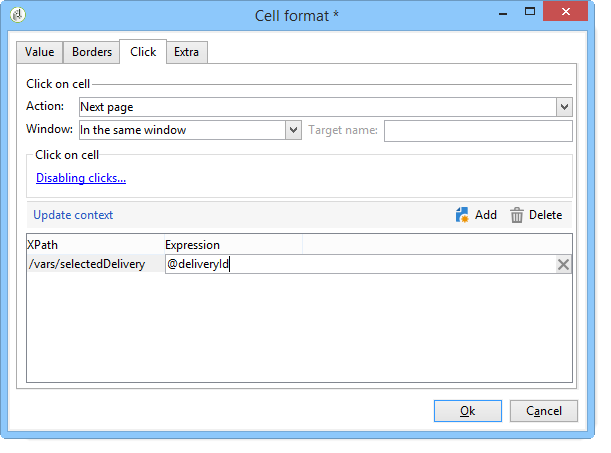 Cell format *
Value Borders Click Extra
Click on cell
Action: Next page
Window: In the same window Target name:
Click on cell
Disabling clicks...
Update context Add Delete
XPath Expression
/vars/selectedDelivery @deliveryId
Ok Cancel